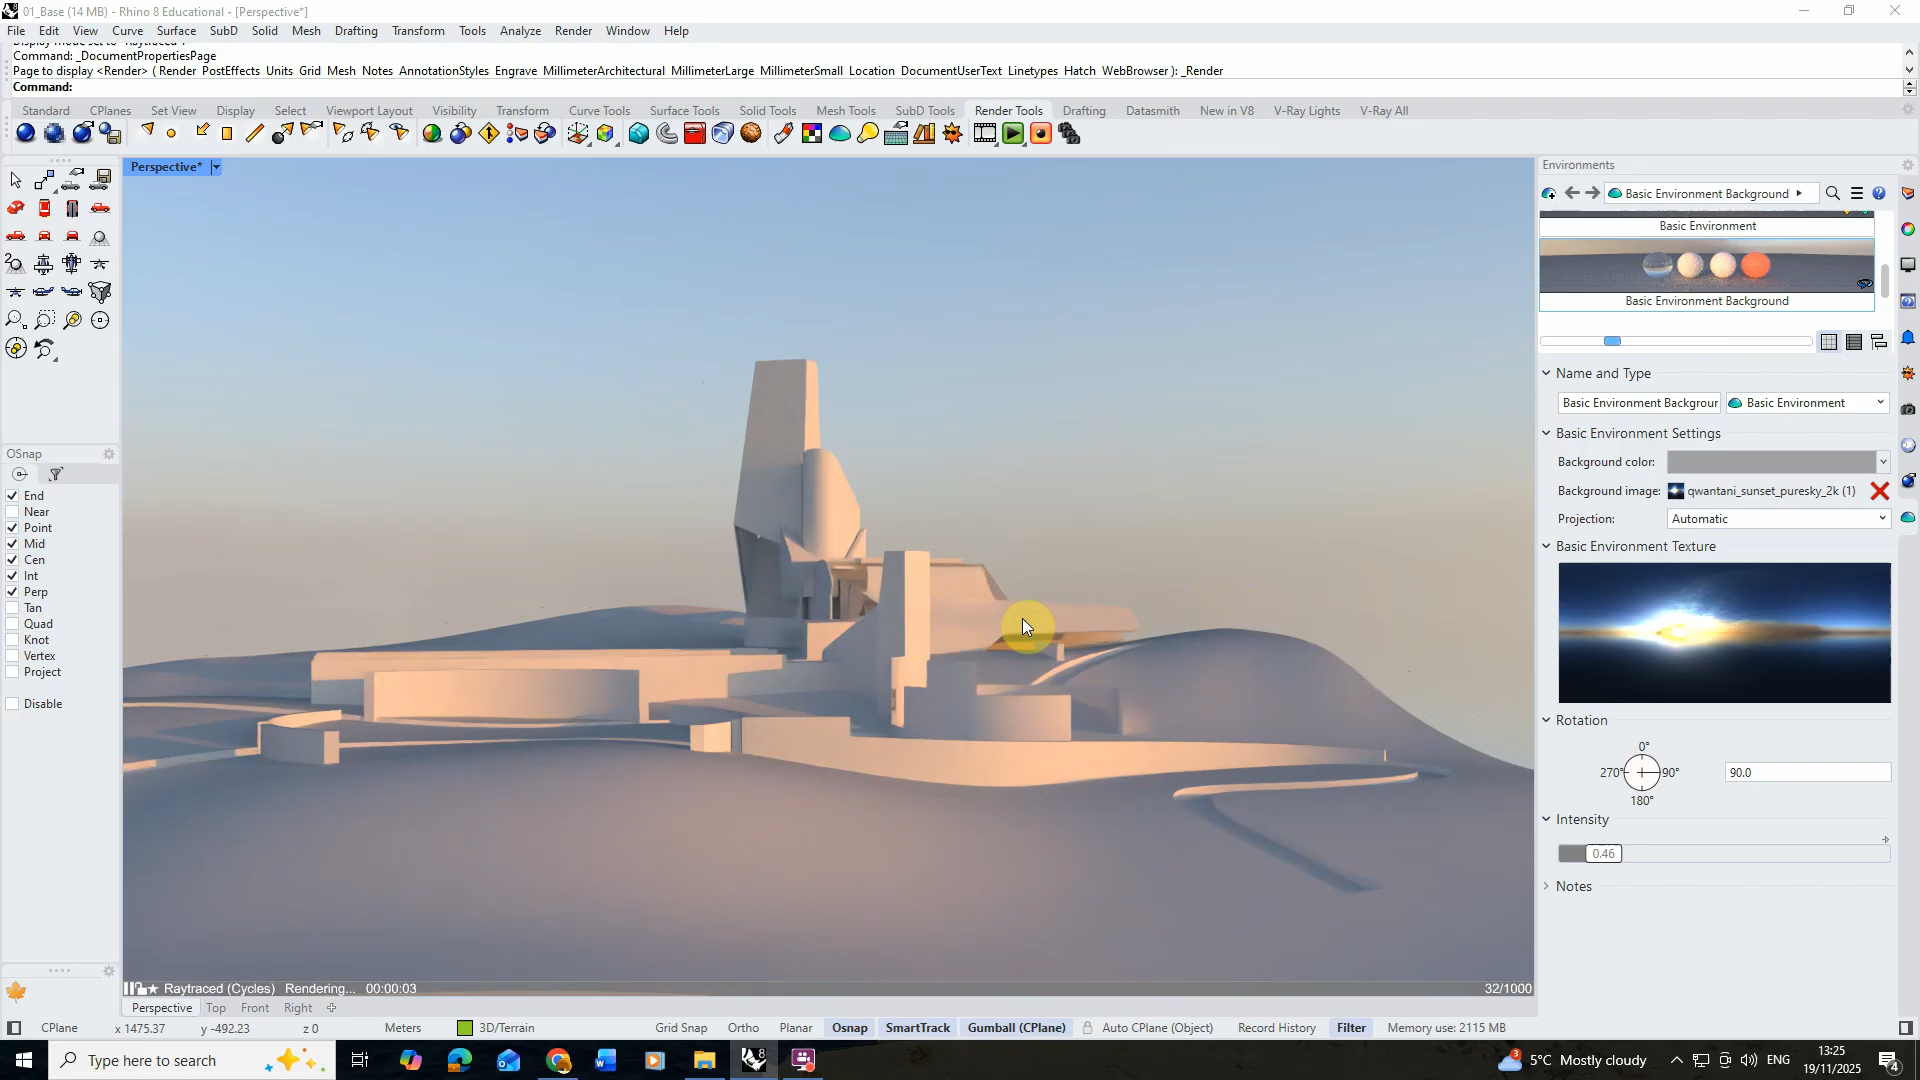 01_Base (14 MB) - Rhino 8 Educational - [Perspective*]
File Edit View Curve Surface SubD Solid Mesh Drafting Transform Tools Analyze Render Window Help
Command: _DocumentPropertiesPage
Page to display <Render> ( Render PostEffects Units Grid Mesh Notes AnnotationStyles Engrave MillimeterArchitectural MillimeterLarge MillimeterSmall Location DocumentUserText Linetypes Hatch WebBrowser ): _Render
Command:
Standard CPlanes Set View Display Select Viewport Layout Visibility Transform Curve Tools Surface Tools Solid Tools Mesh Tools SubD Tools Render Tools Drafting Datasmith New in V8 V-Ray Lights V-Ray All
Perspective*
Environments
Basic Environment Background
Basic Environment
Basic Environment Background
Name and Type
Basic Environment Backgrour Basic Environment
Basic Environment Settings
Background color:
Background image: qwantani_sunset_puresky_2k (1)
Projection: Automatic
Basic Environment Texture
Rotation
0°
270° 90° 90.0
180°
Intensity
0.46
Notes
OSnap
End
Near
Point
Mid
Cen
Int
Perp
Tan
Quad
Knot
Vertex
Project
Disable
Raytraced (Cycles) Rendering... 00:00:03 32/1000
Perspective Top Front Right
CPlane x 1475.37 y -492.23 z 0 Meters 3D/Terrain Grid Snap Ortho Planar Osnap SmartTrack Gumball (CPlane) Auto CPlane (Object) Record History Filter Memory use: 2115 MB
Type here to search
3 5°C Mostly cloudy ENG
13:25
19/11/2025
4